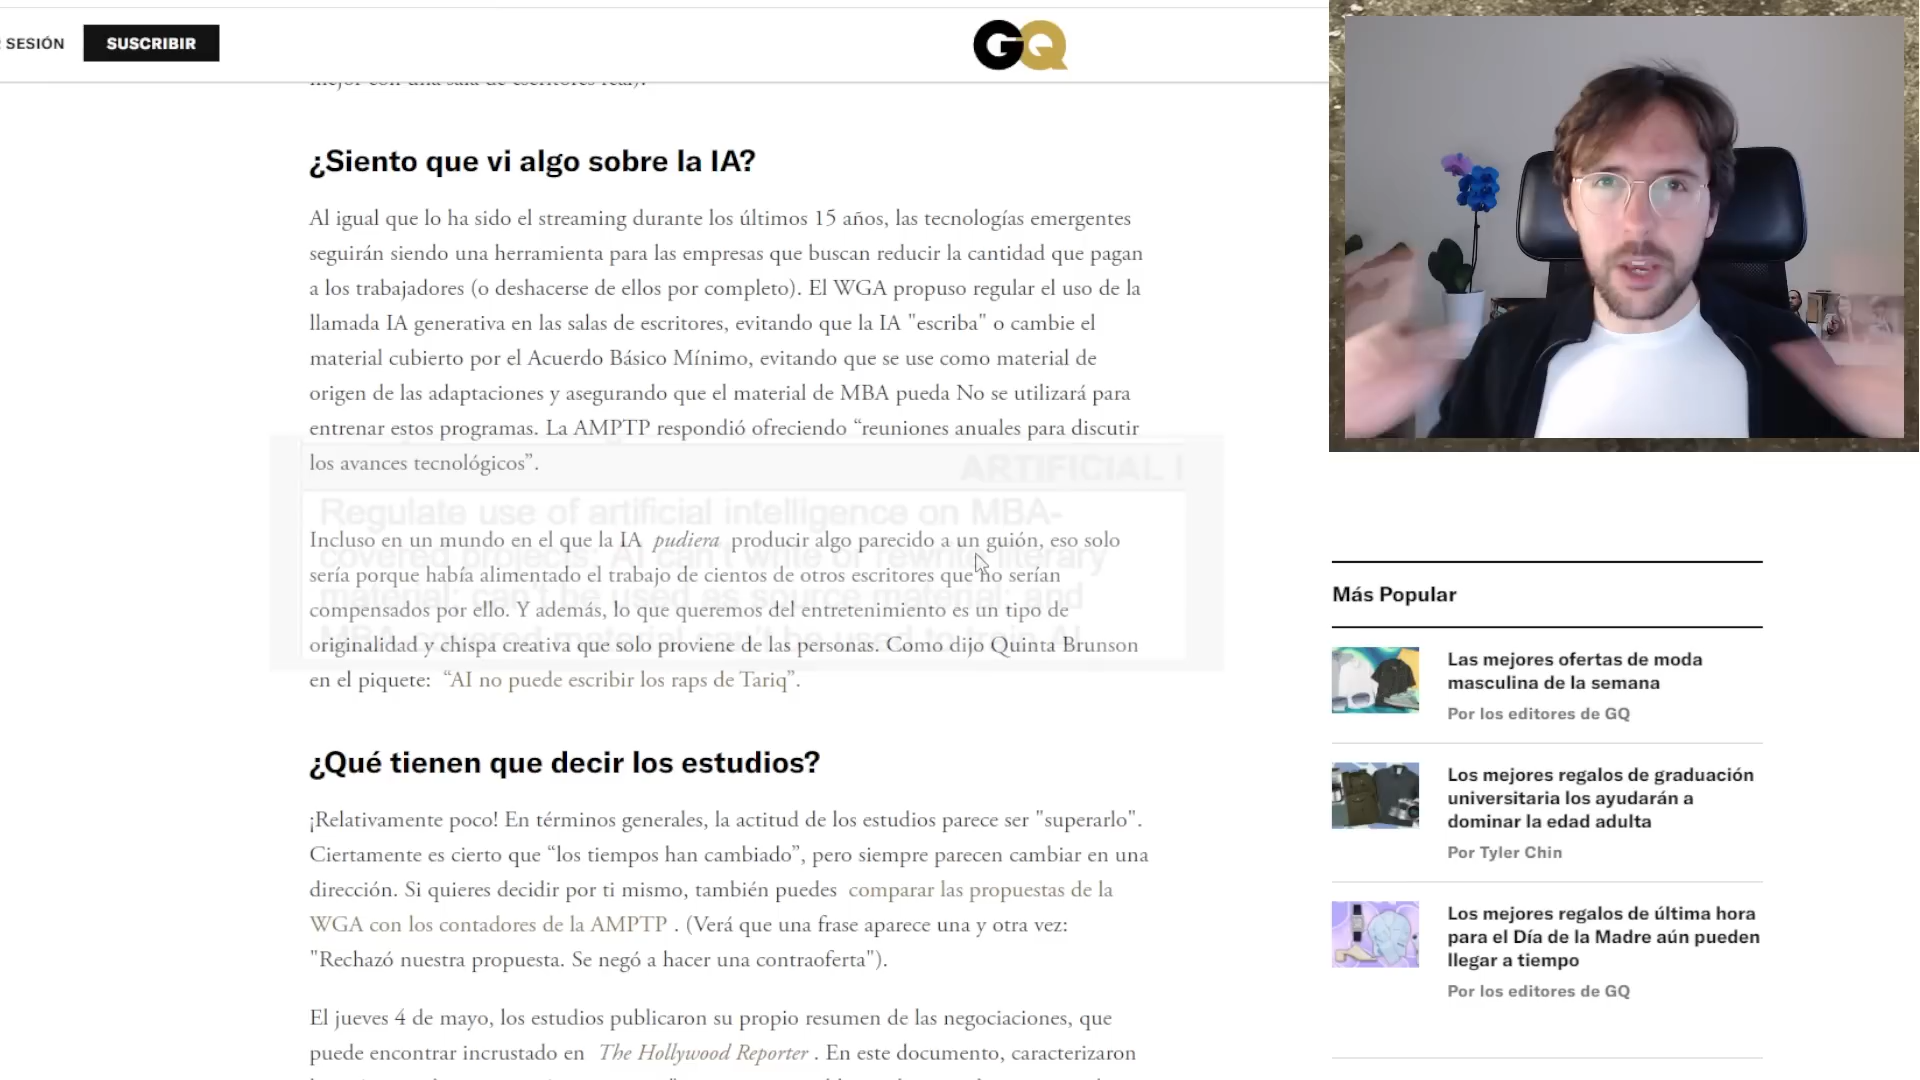 SESIÓN
SUSCRIBIR
GQ
¿Siento que vi algo sobre la IA?
Al igual que lo ha sido el streaming durante los últimos 15 años, las tecnologías emergentes
seguirán siendo una herramienta para las empresas que buscan reducir la cantidad que pagan
a los trabajadores (o deshacerse de ellos por completo). El WGA propuso regular el uso de la
llamada IA generativa en las salas de escritores, evitando que la IA "escriba" o cambie el
material cubierto por el Acuerdo Básico Mínimo, evitando que se use como material de
origen de las adaptaciones y asegurando que el material de MBA pueda No se utilizará para
entrenar estos programas. La AMPTP respondió ofreciendo “reuniones anuales para discutir
los avances tecnológicos”.
ARTIFICIAL I
Regulate use of artificial intelligence on MBA-
covered projects: AI can't write or rewrite literary
material; can't be used as source material; and
MBA-covered material can't be used to train AI.
Incluso en un mundo en el que la IA pudiera producir algo parecido a un guión, eso solo
sería porque había alimentado el trabajo de cientos de otros escritores que no serían
compensados por ello. Y además, lo que queremos del entretenimiento es un tipo de
originalidad y chispa creativa que solo proviene de las personas. Como dijo Quinta Brunson
en el piquete: “AI no puede escribir los raps de Tariq”.
¿Qué tienen que decir los estudios?
¡Relativamente poco! En términos generales, la actitud de los estudios parece ser "superarlo".
Ciertamente es cierto que “los tiempos han cambiado”, pero siempre parecen cambiar en una
dirección. Si quieres decidir por ti mismo, también puedes comparar las propuestas de la
WGA con los contadores de la AMPTP . (Verá que una frase aparece una y otra vez:
"Rechazó nuestra propuesta. Se negó a hacer una contraoferta").
El jueves 4 de mayo, los estudios publicaron su propio resumen de las negociaciones, que
puede encontrar incrustado en The Hollywood Reporter . En este documento, caracterizaron
Más Popular
Las mejores ofertas de moda
masculina de la semana
Por los editores de GQ
Los mejores regalos de graduación
universitaria los ayudarán a
dominar la edad adulta
Por Tyler Chin
Los mejores regalos de última hora
para el Día de la Madre aún pueden
llegar a tiempo
Por los editores de GQ